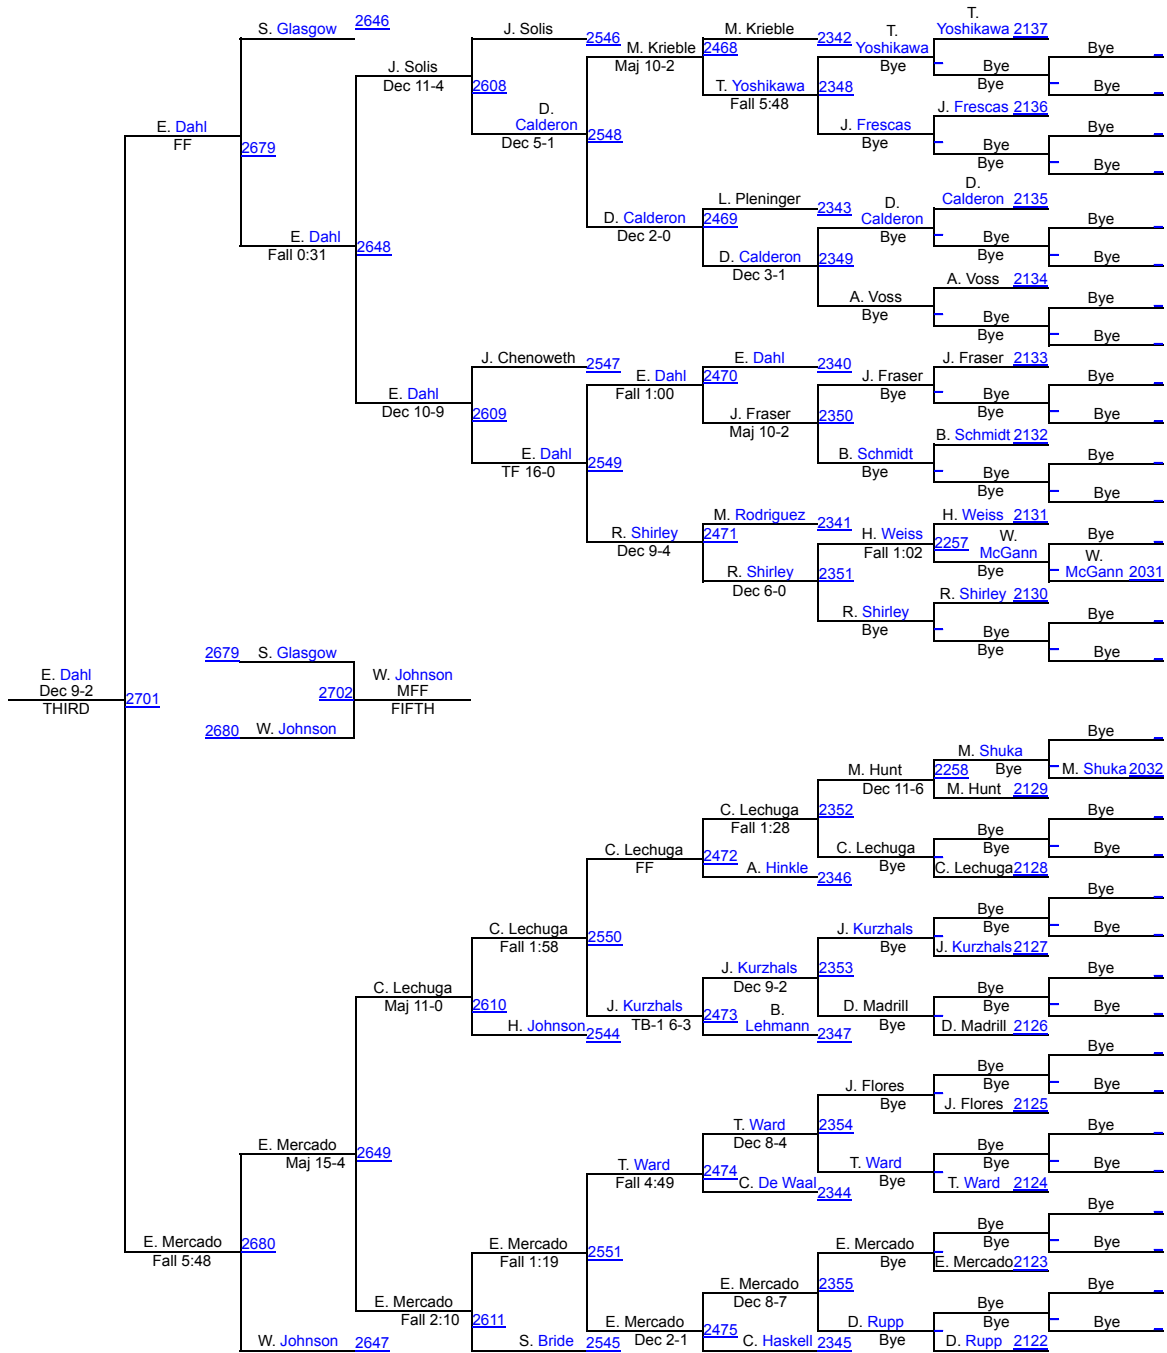 T.
S. Glasgow 2646 J. Solis 2546 M. Krieble 2342 T. Yoshikawa 2137
M. Krieble 2468 Yoshikawa Bye
Maj 10-2 Bye Bye
J. Solis T. Yoshikawa 2348 Bye Bye
Dec 11-4 2608 Fall 5:48
D. J. Frescas 2136
Calderon 2548 J. Frescas Bye
E. Dahl Dec 5-1 Bye Bye
FF 2679 Bye Bye
D.
L. Pleninger 2343 D. Calderon 2135
D. Calderon 2469 Calderon Bye
E. Dahl 2648 Dec 2-0 Bye Bye
Fall 0:31 D. Calderon 2349 Bye Bye
Dec 3-1
A. Voss 2134
A. Voss Bye
Bye Bye
Bye Bye
J. Chenoweth 2547 E. Dahl 2340 J. Fraser 2133
E. Dahl 2470 J. Fraser Bye
E. Dahl Fall 1:00 Bye Bye
Dec 10-9 2609 J. Fraser 2350 Bye Bye
Maj 10-2
B. Schmidt 2132
E. Dahl 2549 B. Schmidt Bye
TF 16-0 Bye Bye
Bye Bye
M. Rodriguez 2341 H. Weiss 2131
R. Shirley 2471 H. Weiss 2257 W. Bye
Dec 9-4 Fall 1:02 McGann W.
R. Shirley 2351 Bye McGann 2031
Dec 6-0
R. Shirley 2130
R. Shirley Bye
Bye Bye
Bye Bye
2679 S. Glasgow
E. Dahl W. Johnson
Dec 9-2 2701 2702 MFF
THIRD FIFTH
2680 W. Johnson
Bye
M. Shuka
M. Hunt 2258 Bye M. Shuka 2032
Dec 11-6 M. Hunt 2129
C. Lechuga 2352 Bye
Fall 1:28 Bye
C. Lechuga 2472 C. Lechuga Bye Bye
FF A. Hinkle 2346 Bye C. Lechuga 2128
Bye
Bye
C. Lechuga 2550 J. Kurzhals Bye Bye
Fall 1:58 Bye J. Kurzhals 2127
J. Kurzhals 2353 Bye
C. Lechuga Dec 9-2 Bye
Maj 11-0 2610 J. Kurzhals 2473 B. D. Madrill Bye Bye
H. Johnson 2544 TB-1 6-3 Lehmann 2347 Bye D. Madrill 2126
Bye
Bye
J. Flores Bye Bye
Bye J. Flores 2125
T. Ward 2354 Bye
E. Mercado 2649 Dec 8-4 Bye
Maj 15-4 T. Ward 2474 T. Ward Bye Bye
Fall 4:49 C. De Waal 2344 Bye T. Ward 2124
Bye
Bye
E. Mercado 2680 E. Mercado 2551 E. Mercado Bye Bye
Fall 5:48 Fall 1:19 Bye E. Mercado 2123
E. Mercado 2355 Bye
E. Mercado Dec 8-7 Bye
Fall 2:10 2611 E. Mercado 2475 D. Rupp Bye Bye
W. Johnson 2647 S. Bride 2545 Dec 2-1 C. Haskell 2345 Bye D. Rupp 2122